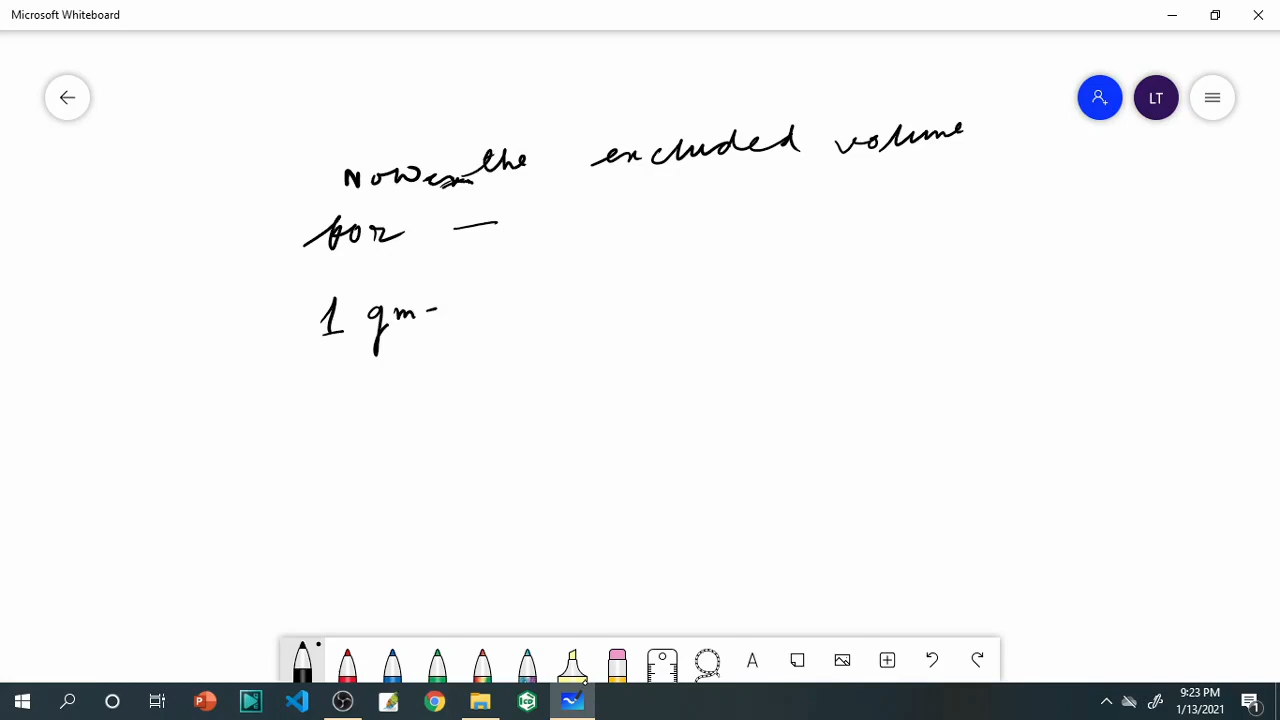 Microsoft Whiteboard
LT
Now the excluded volume
for —
1 gm-
A
9:23 PM
1/13/2021